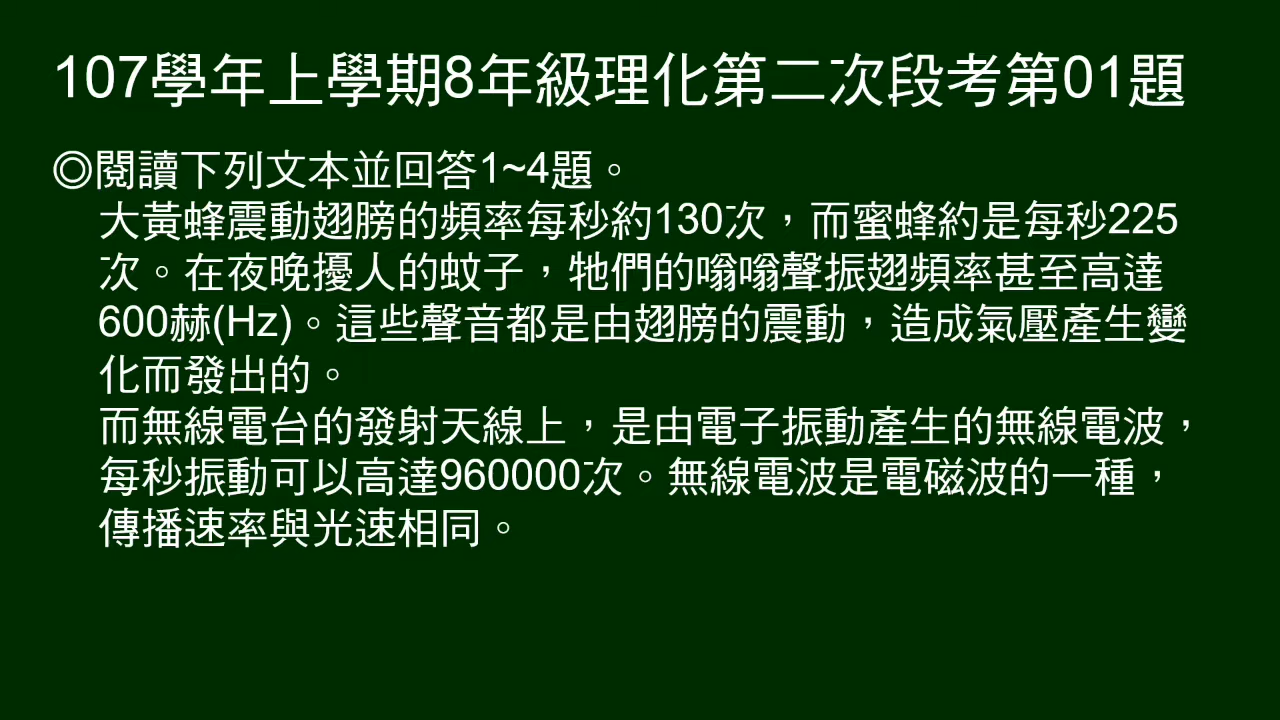 107學年上學期8年級理化第二次段考第01題
◎閱讀下列文本並回答1~4題。
大黃蜂震動翅膀的頻率每秒約130次，而蜜蜂約是每秒225
次。在夜晚擾人的蚊子，牠們的嗡嗡聲振翅頻率甚至高達
600赫(Hz)。這些聲音都是由翅膀的震動，造成氣壓產生變
化而發出的。
而無線電台的發射天線上，是由電子振動產生的無線電波，
每秒振動可以高達960000次。無線電波是電磁波的一種，
傳播速率與光速相同。